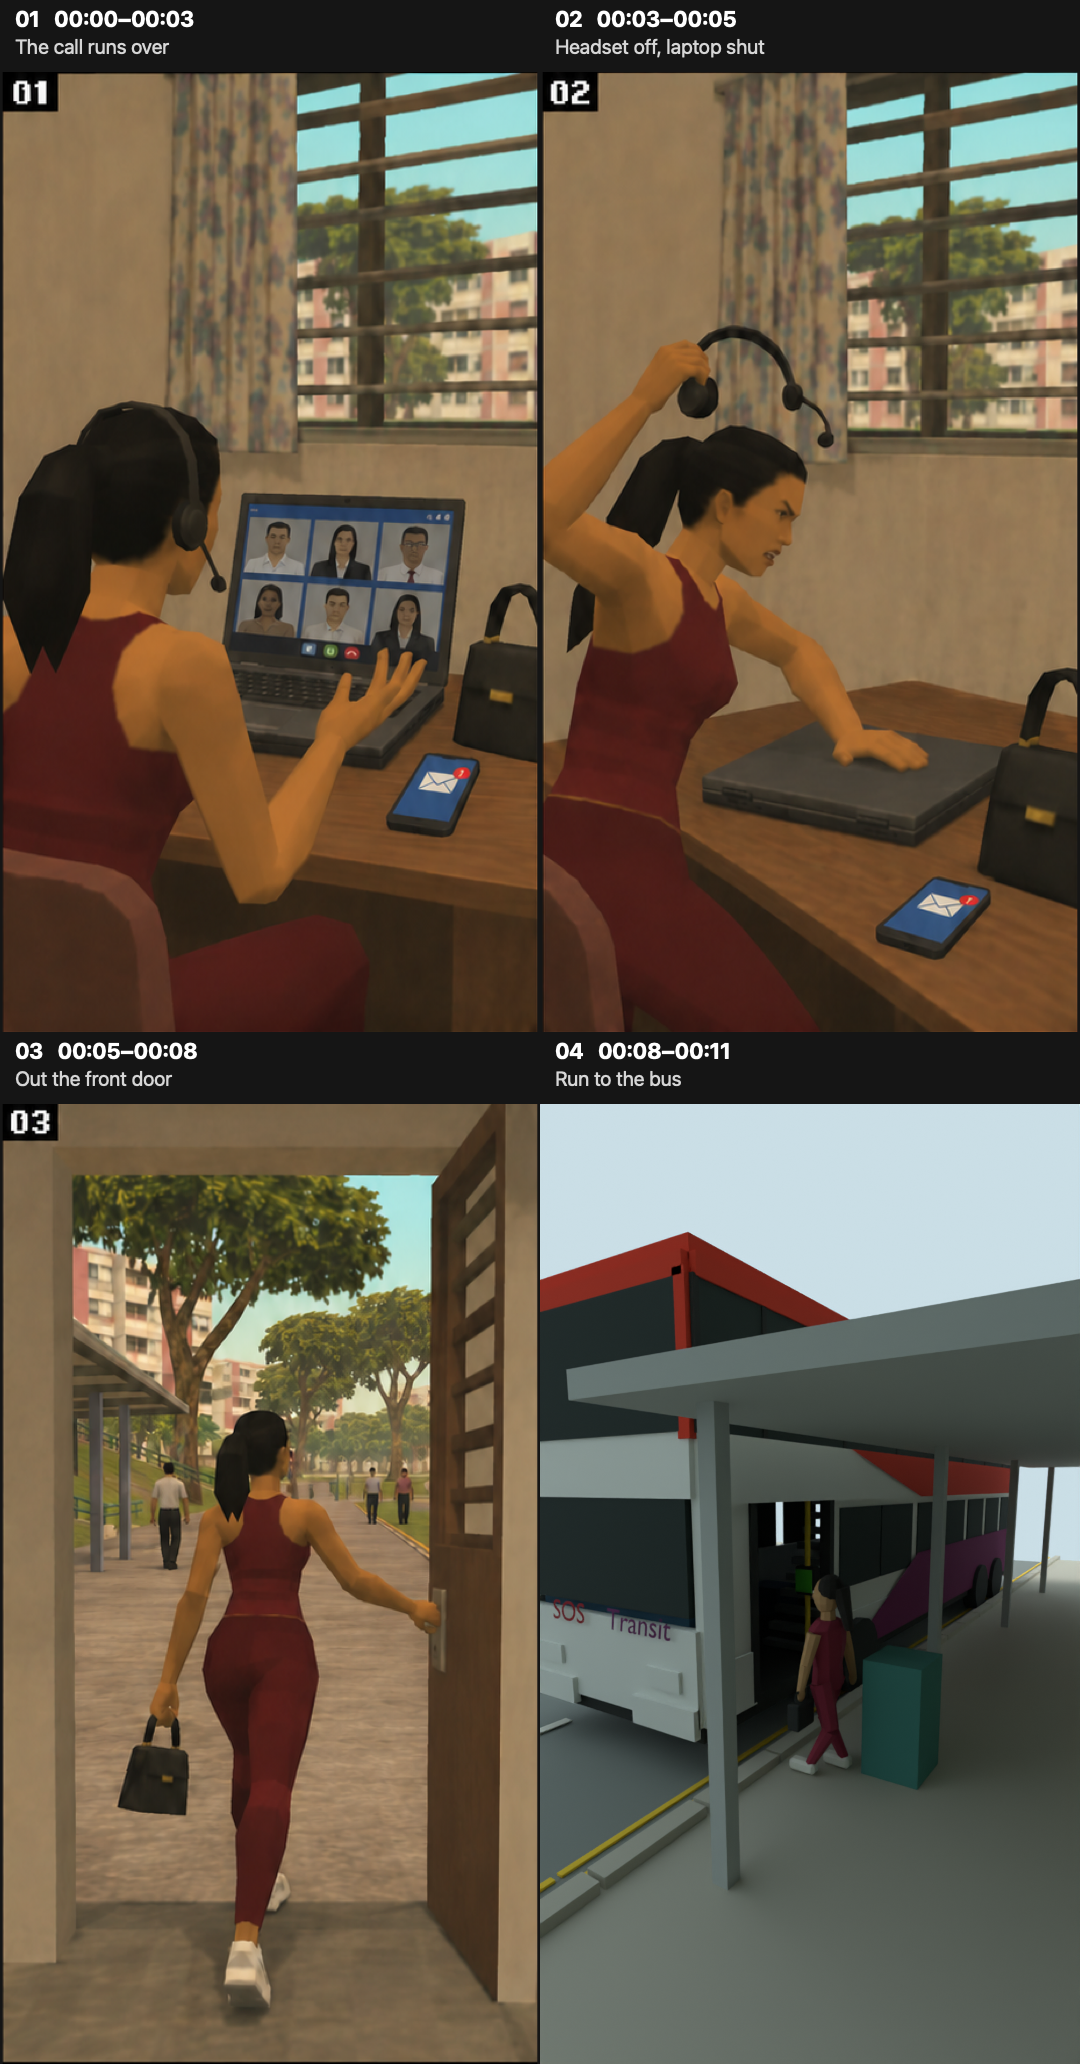 01 00:00–00:03
The call runs over
01
02 00:03–00:05
Headset off, laptop shut
02
03 00:05–00:08
Out the front door
03
04 00:08–00:11
Run to the bus
SOS Transit